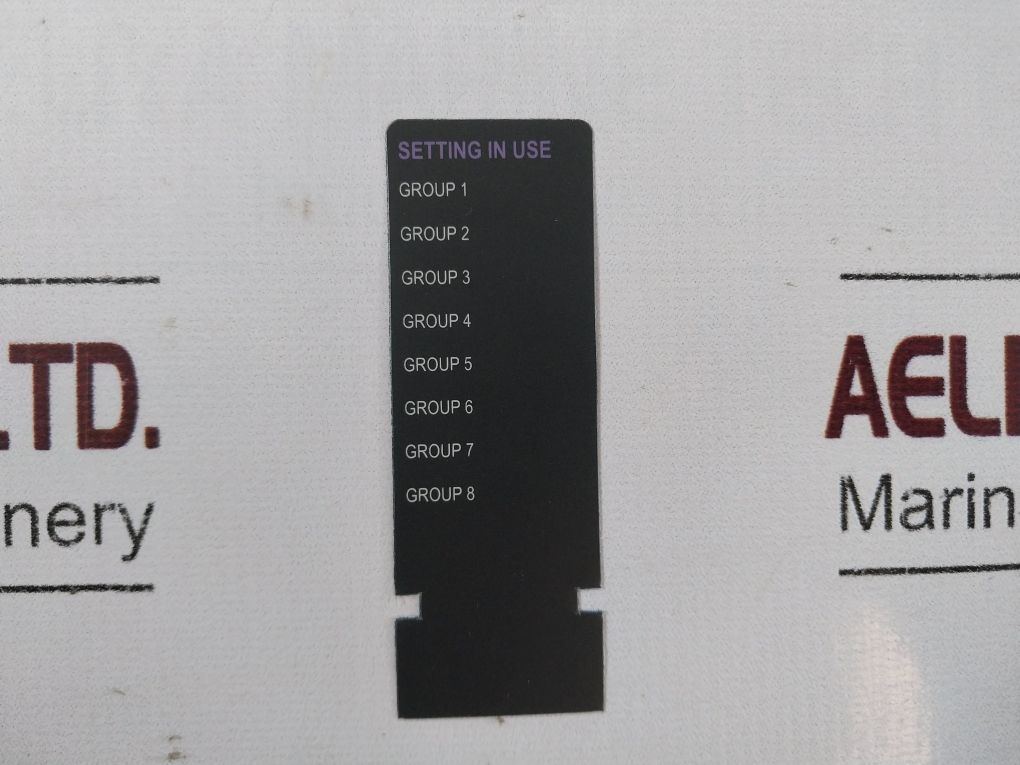 SETTING IN USE
GROUP 1
GROUP 2
GROUP 3
GROUP 4
GROUP 5
GROUP 6
GROUP 7
GROUP 8
LTD.
nery
AELI
Marin